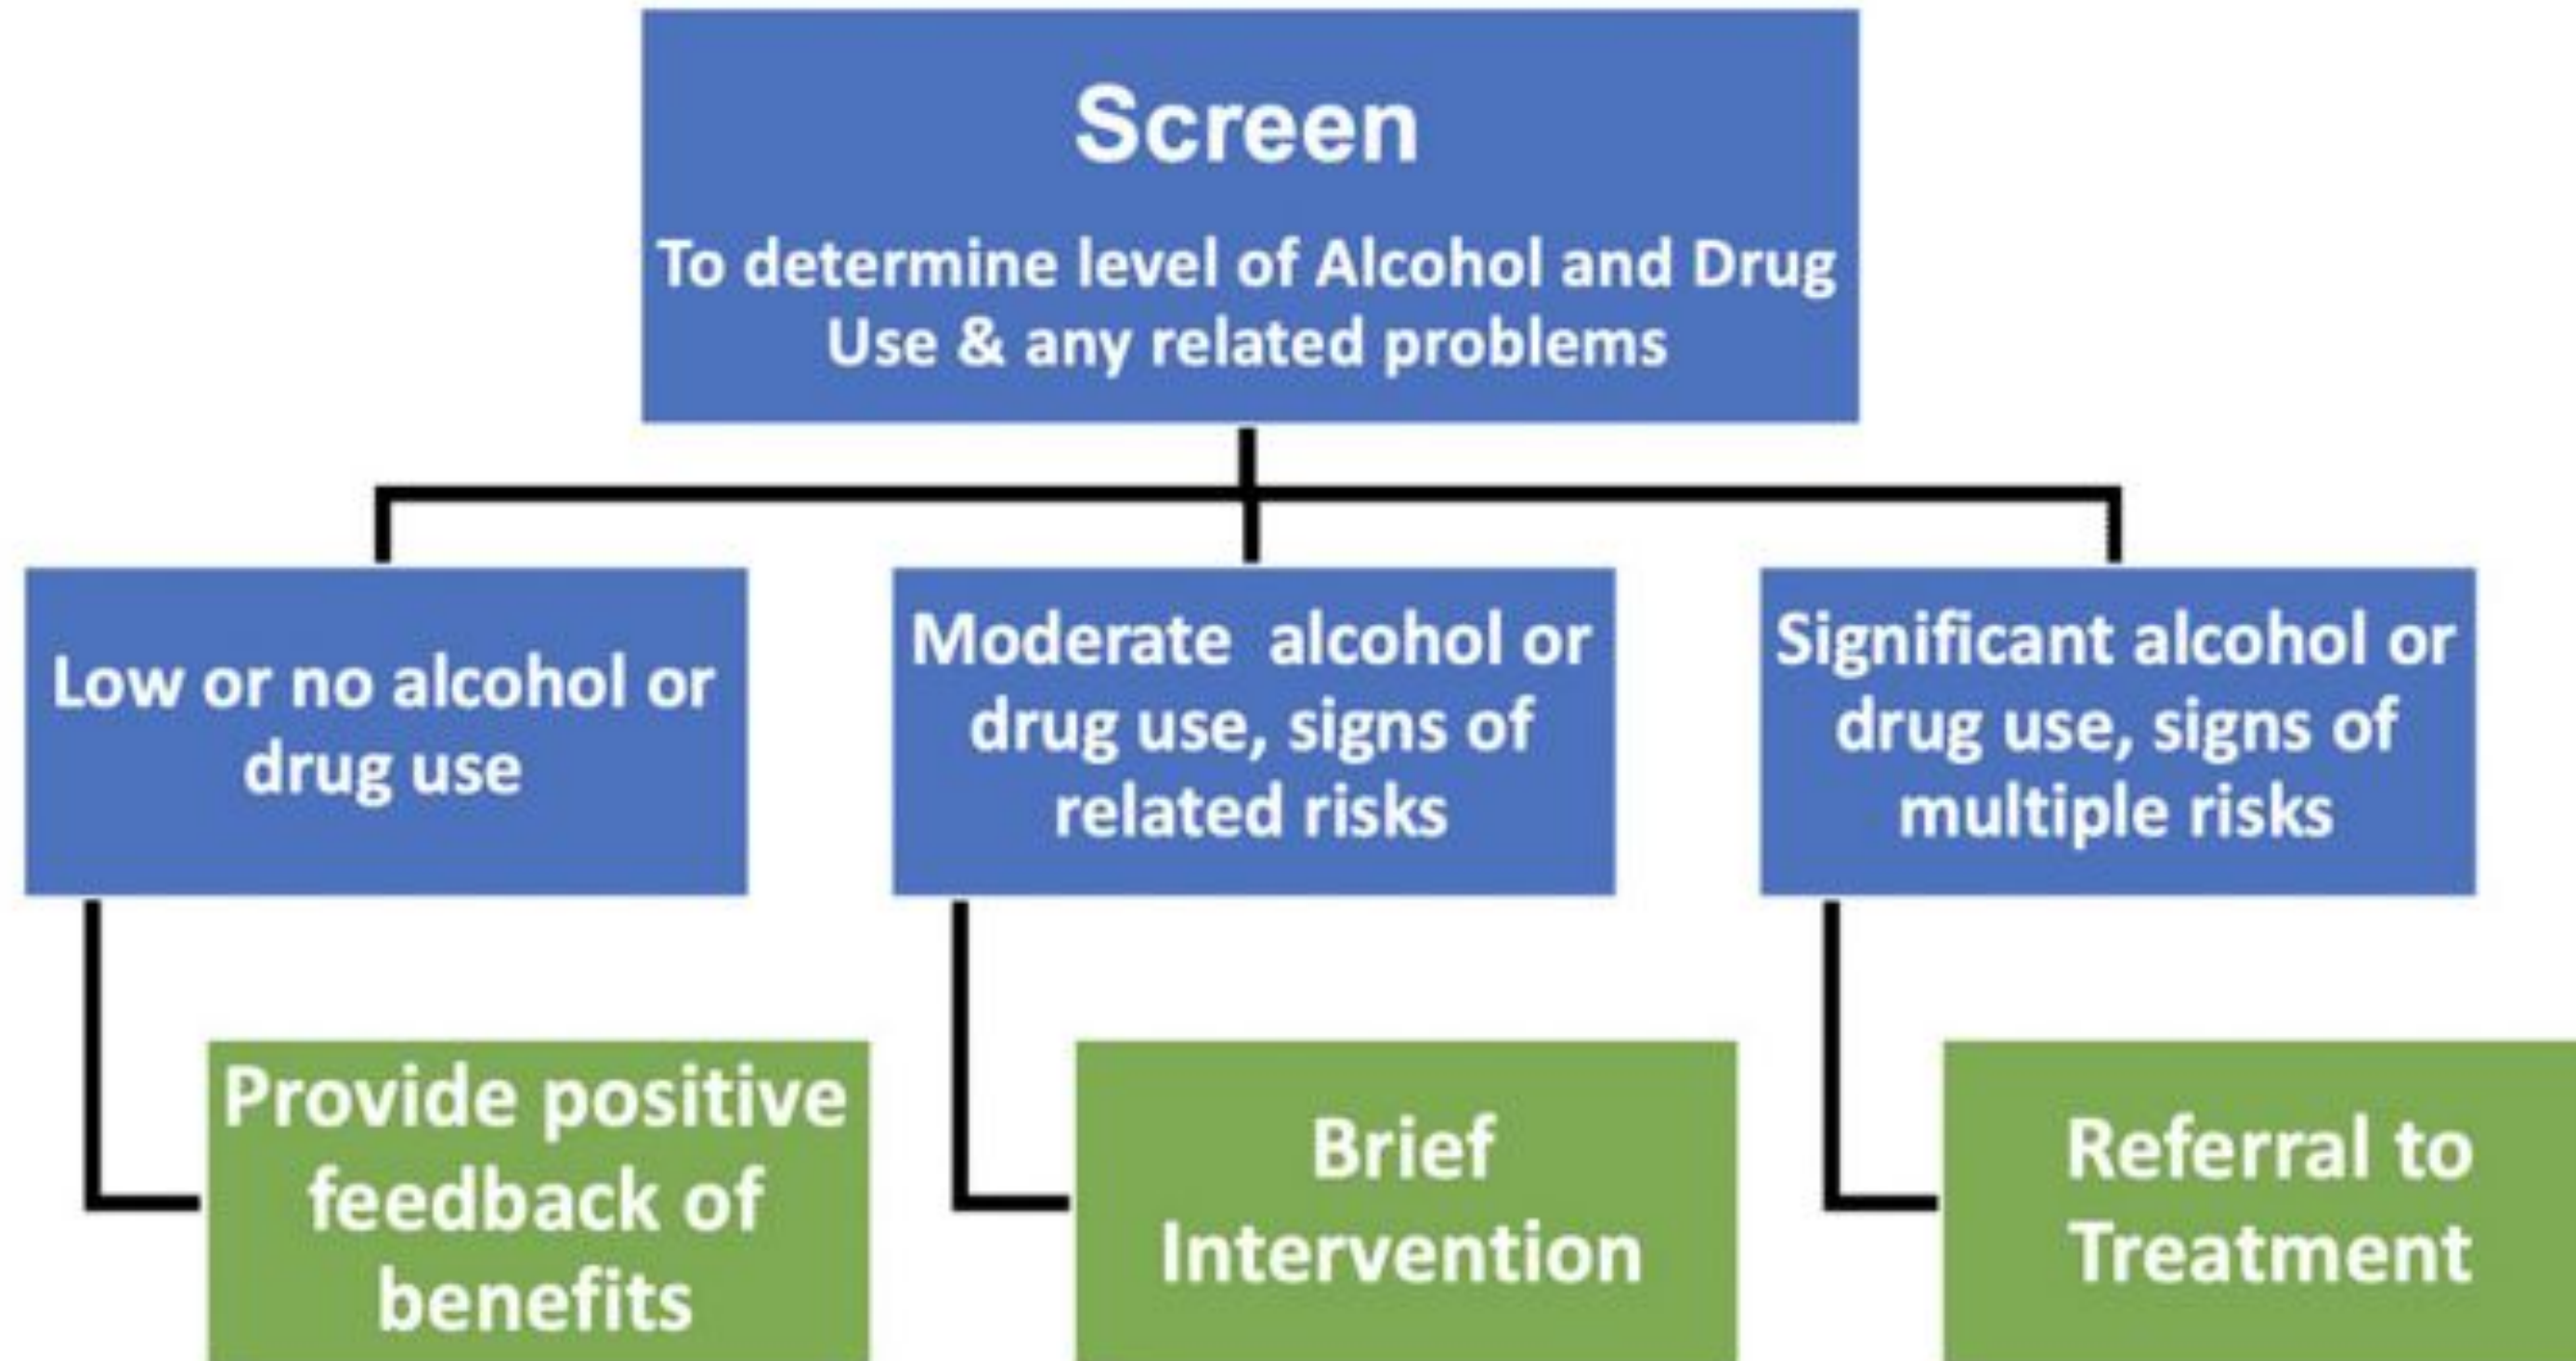 Screen
To determine level of Alcohol and Drug
Use & any related problems
Low or no alcohol or
drug use
Moderate alcohol or
drug use, signs of
related risks
Significant alcohol or
drug use, signs of
multiple risks
Provide positive
feedback of
benefits
Brief
Intervention
Referral to
Treatment